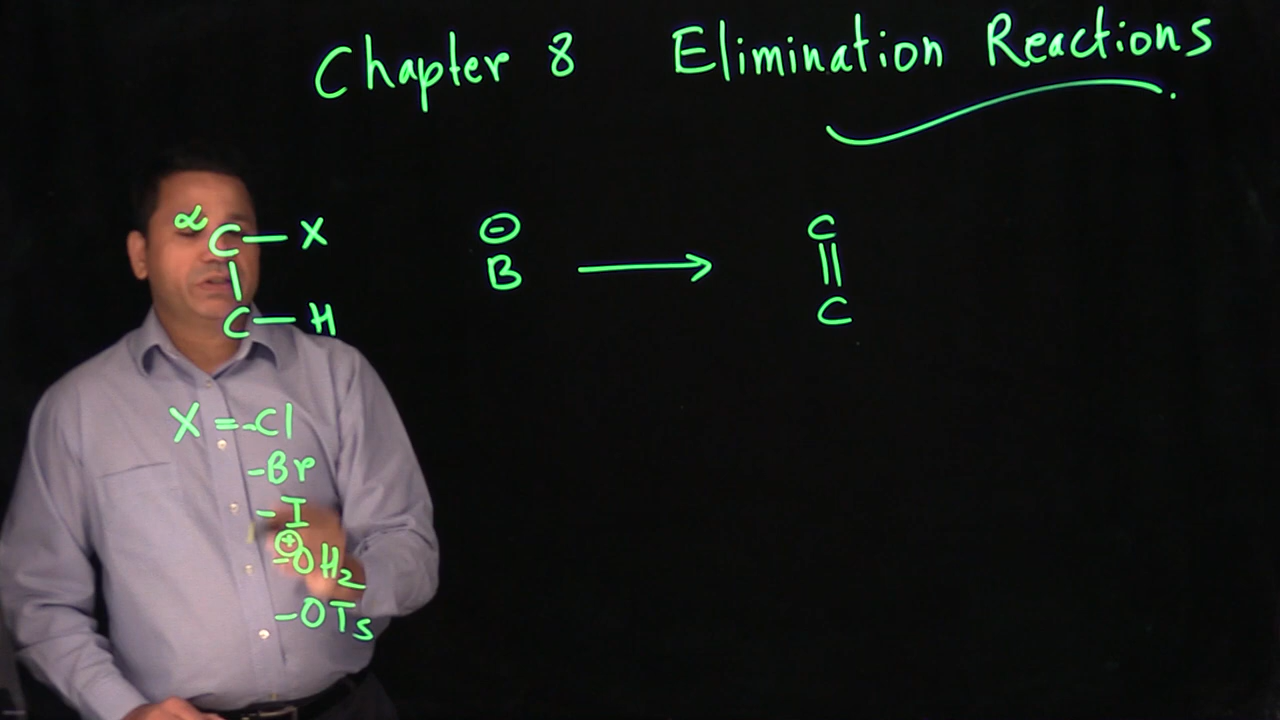 Chapter 8 Elimination Reactions
α C — X
⊖
B ⟶
C
||
C
|
C — H
X = -Cl
-Br
-I
⊕
-OH₂
-OTs